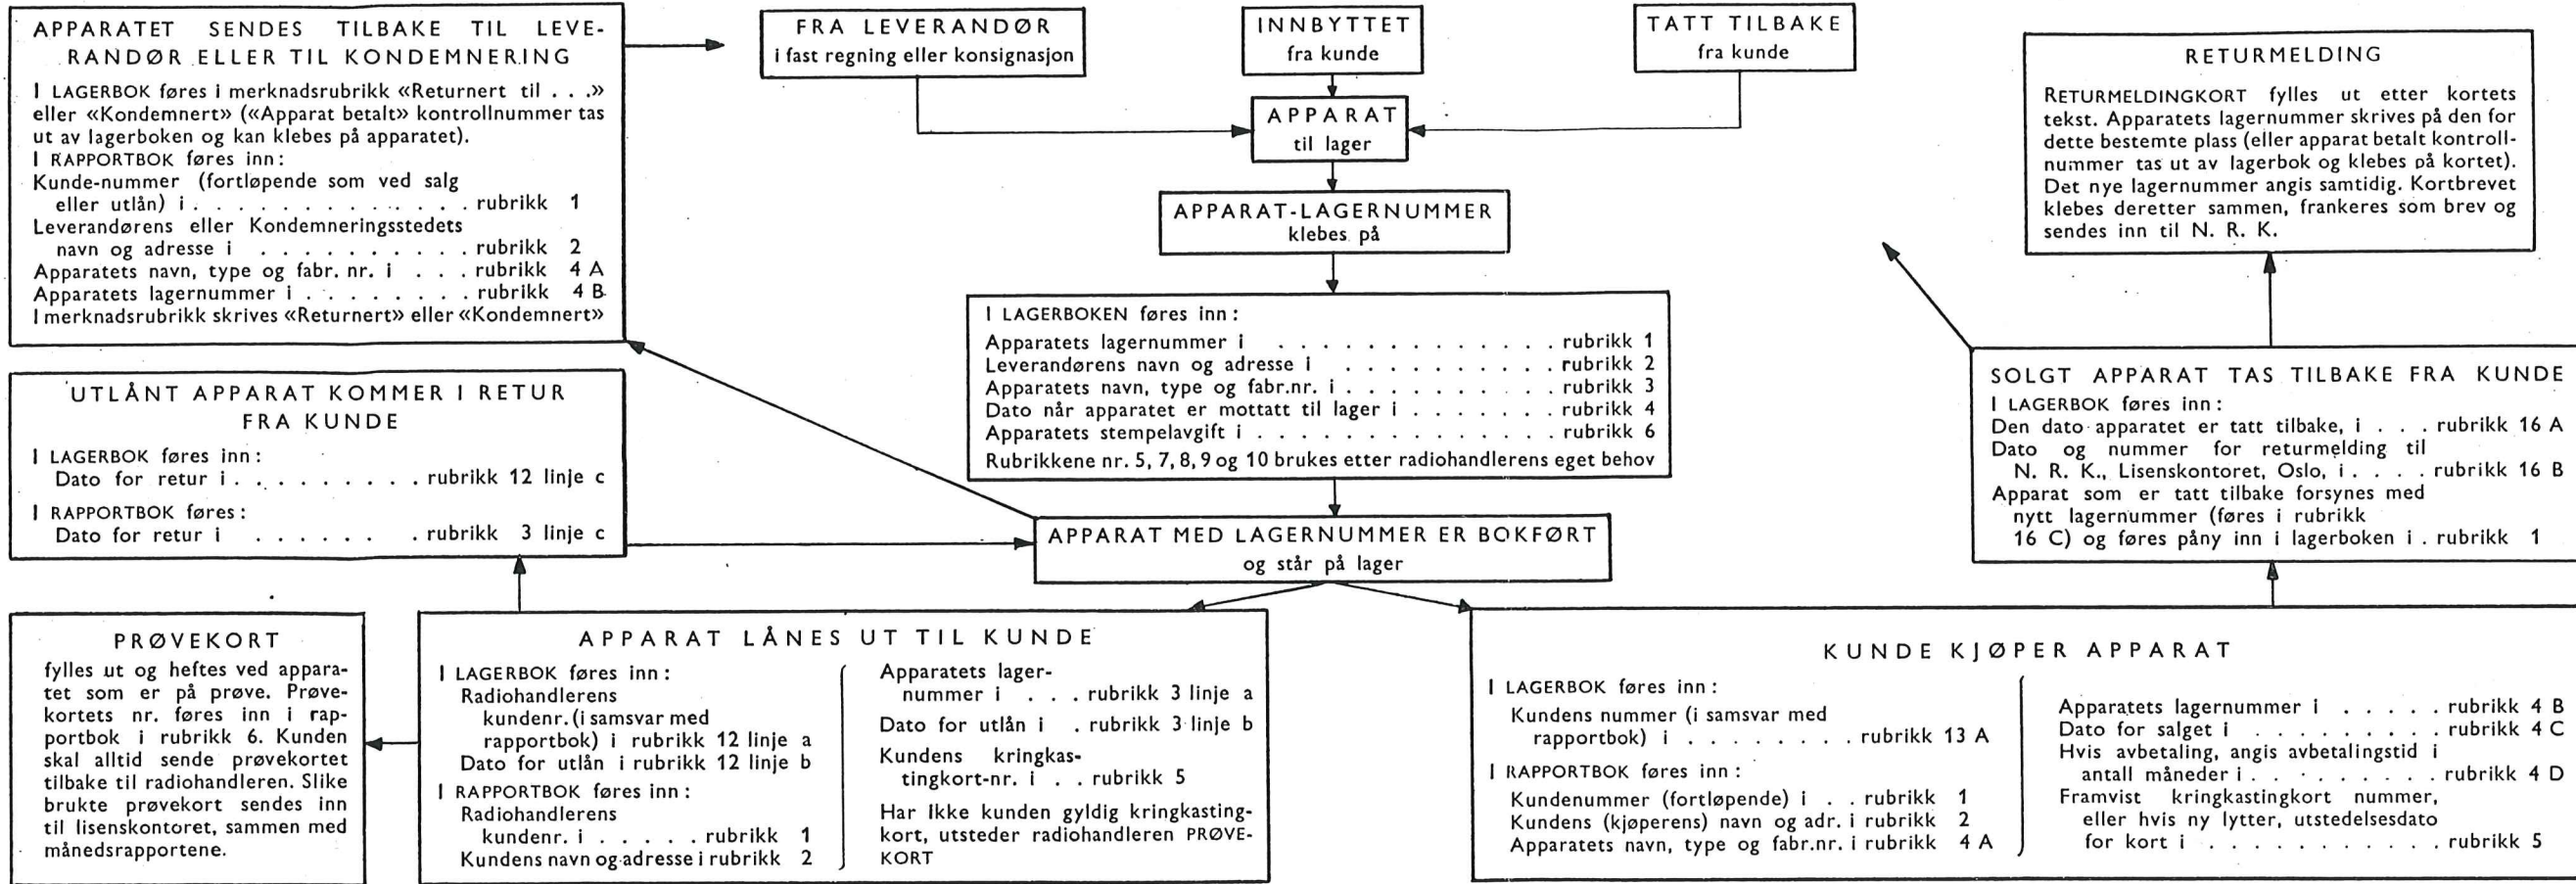 APPARATET SENDES TILBAKE TIL LEVE-
RANDØR ELLER TIL KONDEMNERING
I LAGERBOK føres i merknadsrubrikk «Returnert til . . .»
eller «Kondemnert» («Apparat betalt» kontrollnummer tas
ut av lagerboken og kan klebes på apparatet).
I RAPPORTBOK føres inn:
Kunde-nummer (fortløpende som ved salg
eller utlån) i . . . . . . . . . . . . . rubrikk 1
Leverandørens eller Kondemneringsstedets
navn og adresse i . . . . . . . . . . rubrikk 2
Apparatets navn, type og fabr. nr. i . . . rubrikk 4 A
Apparatets lagernummer i . . . . . . . . rubrikk 4 B
I merknadsrubrikk skrives «Returnert» eller «Kondemnert»
FRA LEVERANDØR
i fast regning eller konsignasjon
INNBYTTET
fra kunde
TATT TILBAKE
fra kunde
APPARAT
til lager
APPARAT-LAGERNUMMER
klebes på
I LAGERBOKEN føres inn:
Apparatets lagernummer i . . . . . . . . . . . . . rubrikk 1
Leverandørens navn og adresse i . . . . . . . . . . rubrikk 2
Apparatets navn, type og fabr.nr. i . . . . . . . . . rubrikk 3
Dato når apparatet er mottatt til lager i . . . . . . . rubrikk 4
Apparatets stempelavgift i . . . . . . . . . . . . . . rubrikk 6
Rubrikkene nr. 5, 7, 8, 9 og 10 brukes etter radiohandlerens eget behov
APPARAT MED LAGERNUMMER ER BOKFØRT
og står på lager
RETURMELDING
RETURMELDINGKORT fylles ut etter kortets
tekst. Apparatets lagernummer skrives på den for
dette bestemte plass (eller apparat betalt kontroll-
nummer tas ut av lagerbok og klebes på kortet).
Det nye lagernummer angis samtidig. Kortbrevet
klebes deretter sammen, frankeres som brev og
sendes inn til N. R. K.
SOLGT APPARAT TAS TILBAKE FRA KUNDE
I LAGERBOK føres inn:
Den dato apparatet er tatt tilbake, i . . . rubrikk 16 A
Dato og nummer for returmelding til
N. R. K., Lisenskontoret, Oslo, i . . . . rubrikk 16 B
Apparat som er tatt tilbake forsynes med
nytt lagernummer (føres i rubrikk
16 C) og føres påny inn i lagerboken i . rubrikk 1
UTLÅNT APPARAT KOMMER I RETUR
FRA KUNDE
I LAGERBOK føres inn:
Dato for retur i . . . . . . . . . rubrikk 12 linje c
I RAPPORTBOK føres:
Dato for retur i . . . . . . . rubrikk 3 linje c
PRØVEKORT
fylles ut og heftes ved appara-
tet som er på prøve. Prøve-
kortets nr. føres inn i rap-
portbok i rubrikk 6. Kunden
skal alltid sende prøvekortet
tilbake til radiohandleren. Slike
brukte prøvekort sendes inn
til lisenskontoret, sammen med
månedsrapportene.
APPARAT LÅNES UT TIL KUNDE
I LAGERBOK føres inn:
Radiohandlerens
kundenr. (i samsvar med
rapportbok) i rubrikk 12 linje a
Dato for utlån i rubrikk 12 linje b
I RAPPORTBOK føres inn:
Radiohandlerens
kundenr. i . . . . . rubrikk 1
Kundens navn og adresse i rubrikk 2
Apparatets lager-
nummer i . . . rubrikk 3 linje a
Dato for utlån i . rubrikk 3 linje b
Kundens kringkas-
tingkort-nr. i . . rubrikk 5
Har Ikke kunden gyldig kringkasting-
kort, utsteder radiohandleren PRØVE-
KORT
KUNDE KJØPER APPARAT
I LAGERBOK føres inn:
Kundens nummer (i samsvar med
rapportbok) i . . . . . . . . rubrikk 13 A
I RAPPORTBOK føres inn:
Kundenummer (fortløpende) i . . rubrikk 1
Kundens (kjøperens) navn og adr. i rubrikk 2
Apparatets navn, type og fabr.nr. i rubrikk 4 A
Apparatets lagernummer i . . . . . rubrikk 4 B
Dato for salget i . . . . . . . . . rubrikk 4 C
Hvis avbetaling, angis avbetalingstid i
antall måneder i . . . . . . . . . rubrikk 4 D
Framvist kringkastingkort nummer,
eller hvis ny lytter, utstedelsesdato
for kort i . . . . . . . . . . . rubrikk 5